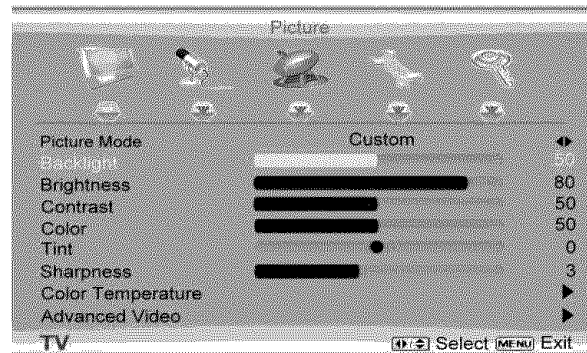 Picture
Picture Mode Custom
Backlight 50
Brightness 80
Contrast 50
Color 50
Tint 0
Sharpness 3
Color Temperature
Advanced Video
TV Select MENU Exit